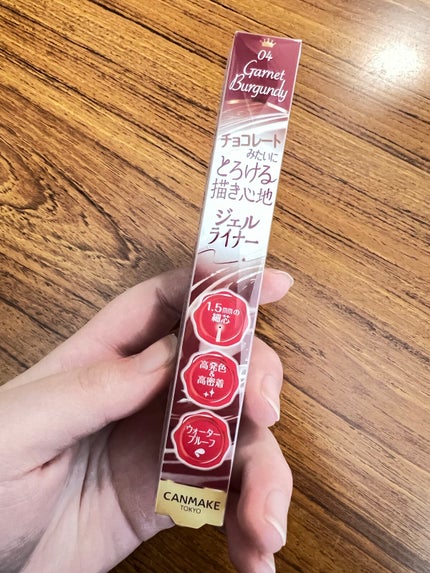 04
Garnet
Burgundy
チョコレート
みたいに
とろける
描き心地
ジェル
ライナー
1.5mmの
細芯
高発色
&
高密着
ウォーター
プルーフ
CANMAKE
TOKYO